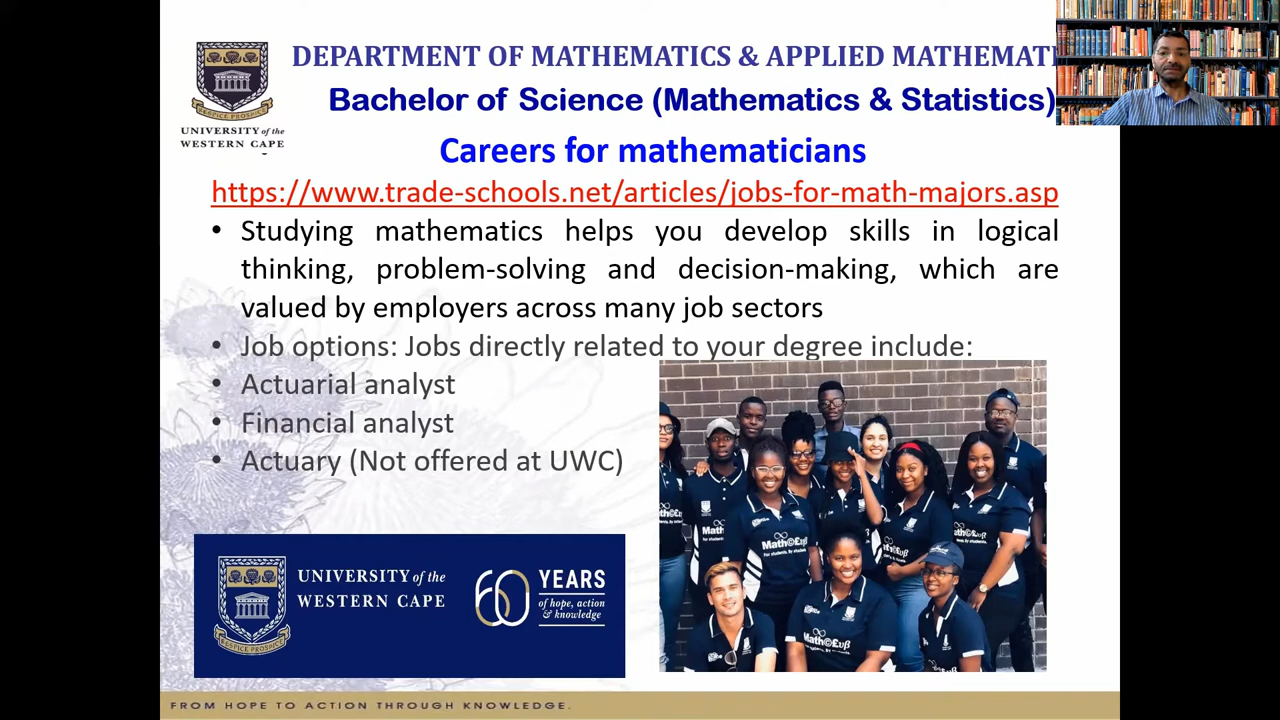 DEPARTMENT OF MATHEMATICS & APPLIED MATHEMATI
Bachelor of Science (Mathematics & Statistics)
UNIVERSITY of the
WESTERN CAPE
Careers for mathematicians
https://www.trade-schools.net/articles/jobs-for-math-majors.asp
• Studying mathematics helps you develop skills in logical
thinking, problem-solving and decision-making, which are
valued by employers across many job sectors
• Job options: Jobs directly related to your degree include:
• Actuarial analyst
• Financial analyst
• Actuary (Not offered at UWC)
UNIVERSITY of the
WESTERN CAPE
60 YEARS
of hope, action
& knowledge
FROM HOPE TO ACTION THROUGH KNOWLEDGE.